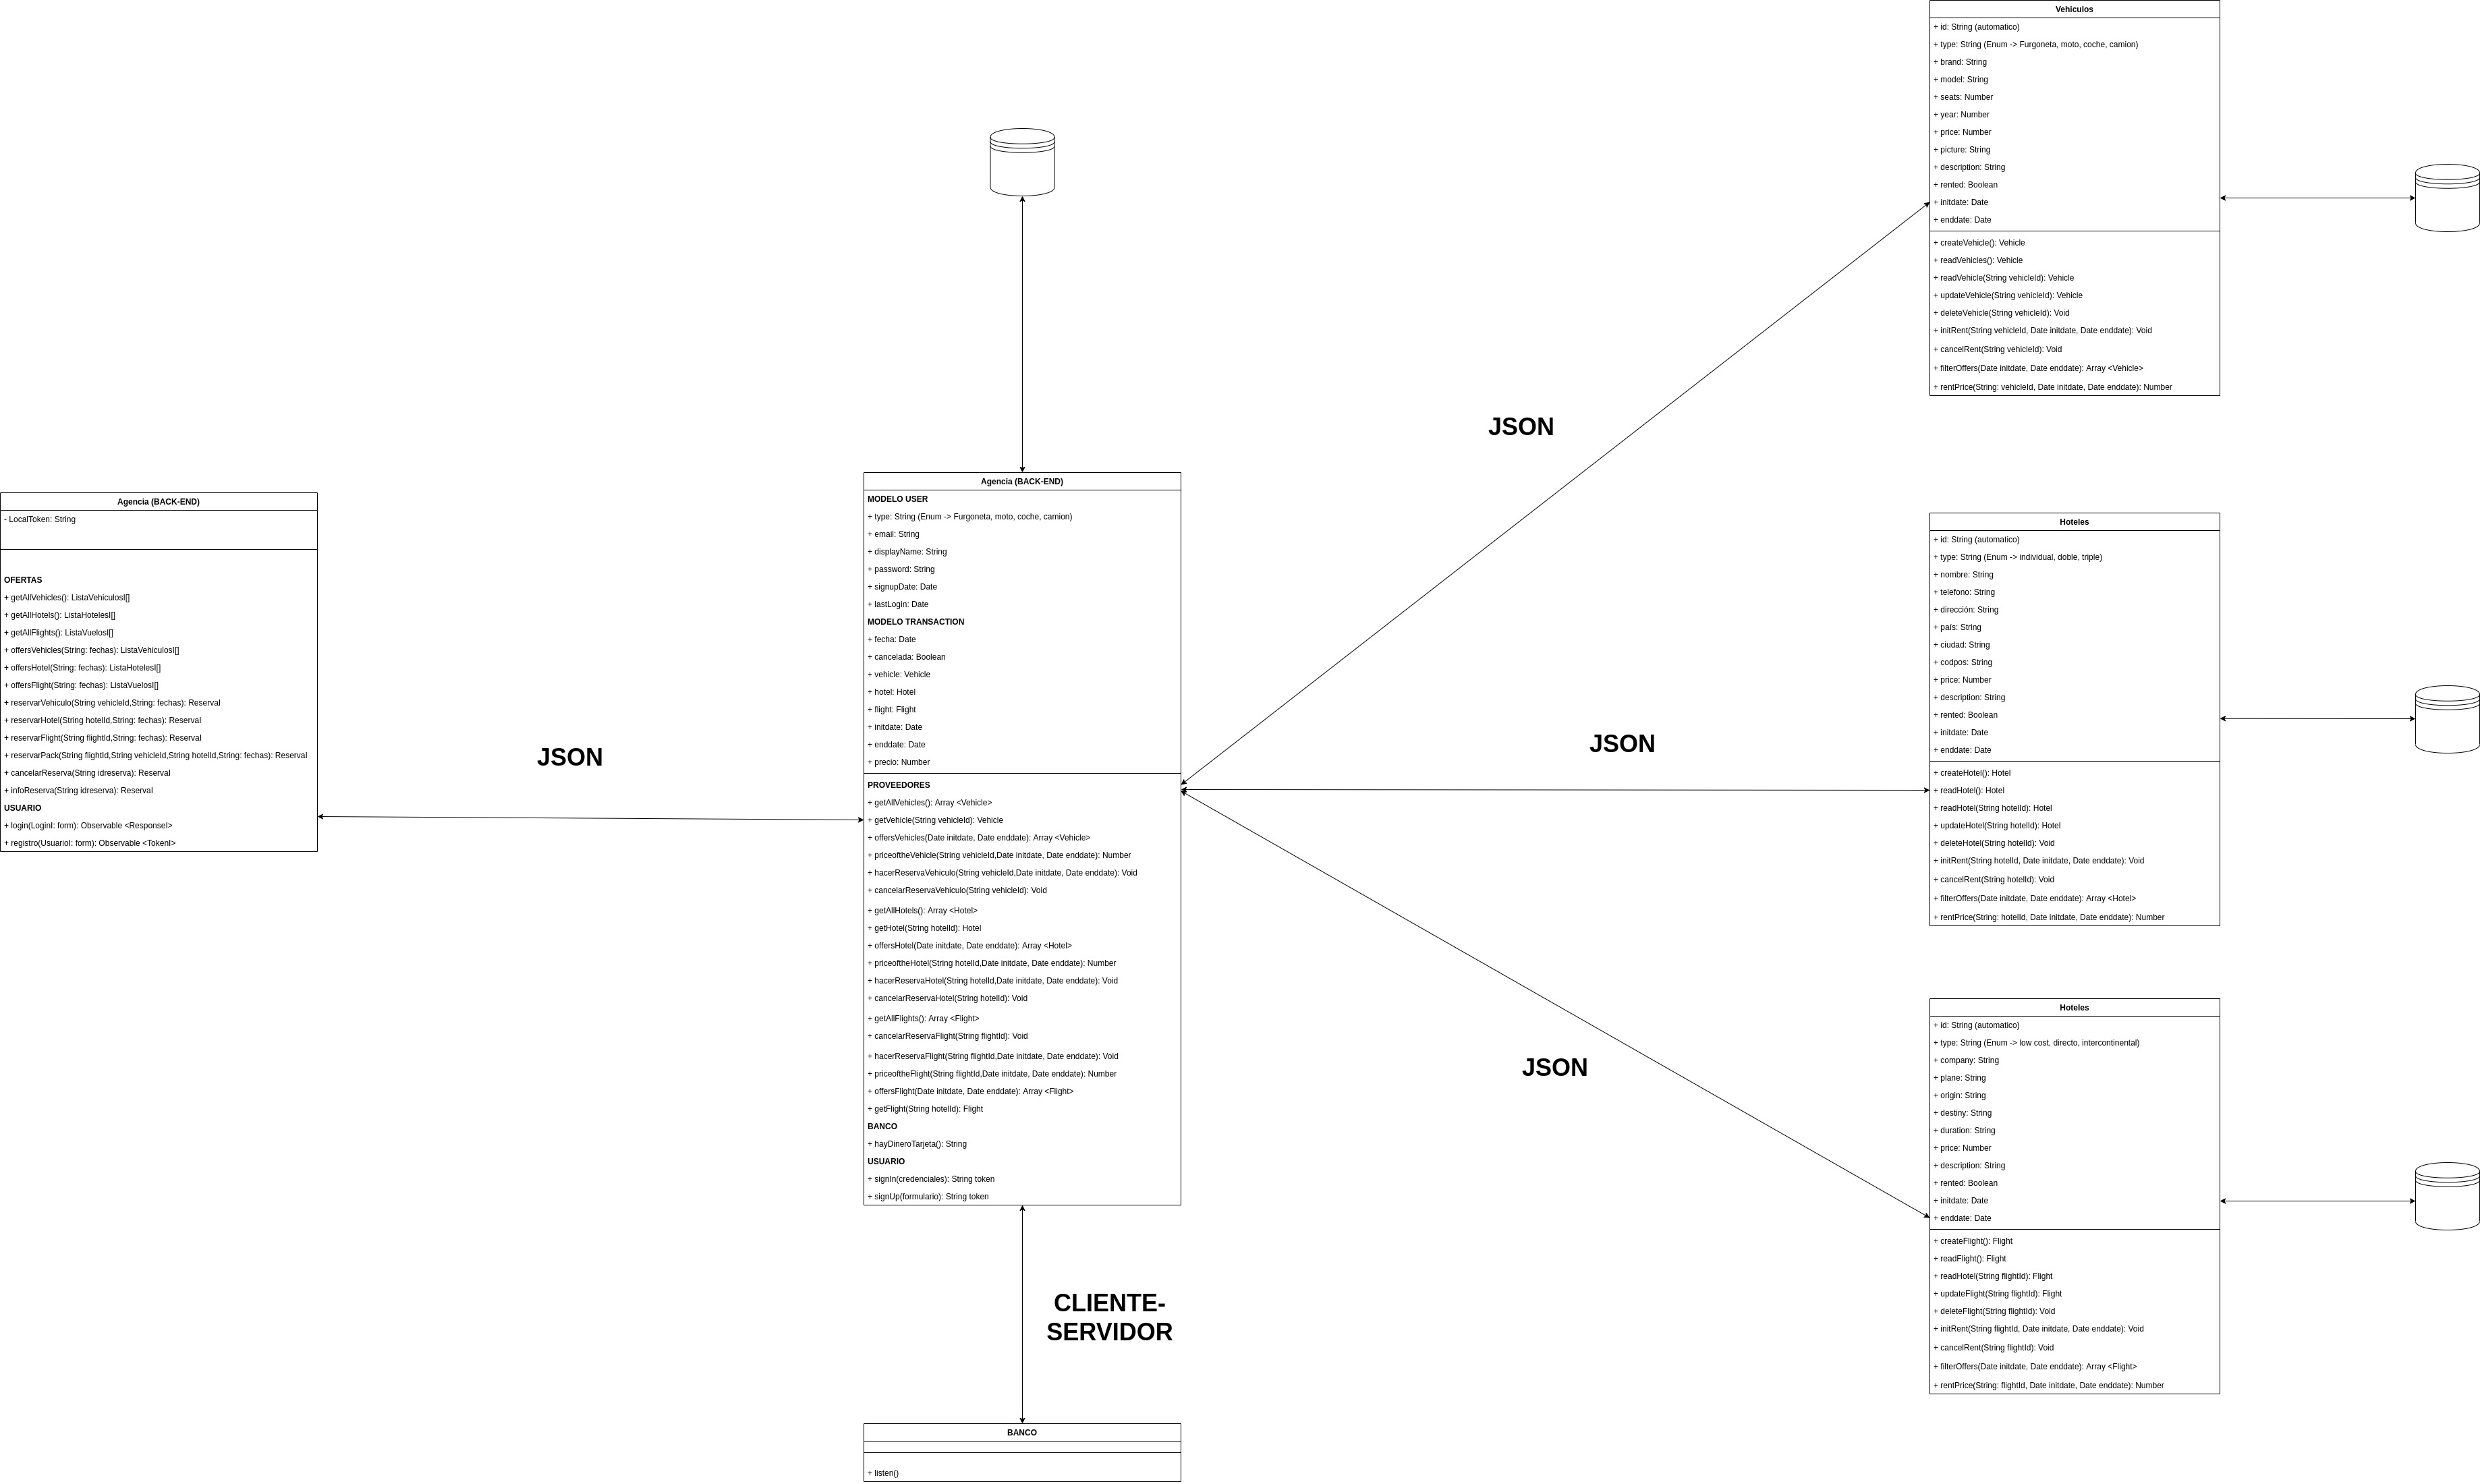 Agencia (BACK-END)
- LocalToken: String
OFERTAS
+ getAllVehicles(): ListaVehiculosI[]
+ getAllHotels(): ListaHotelesI[]
+ getAllFlights(): ListaVuelosI[]
+ offersVehicles(String: fechas): ListaVehiculosI[]
+ offersHotel(String: fechas): ListaHotelesI[]
+ offersFlight(String: fechas): ListaVuelosI[]
+ reservarVehiculo(String vehicleId,String: fechas): ReservaI
+ reservarHotel(String hotelId,String: fechas): ReservaI
+ reservarFlight(String flightId,String: fechas): ReservaI
+ reservarPack(String flightId,String vehicleId,String hotelId,String: fechas): ReservaI
+ cancelarReserva(String idreserva): ReservaI
+ infoReserva(String idreserva): ReservaI
USUARIO
+ login(LoginI: form): Observable <ResponseI>
+ registro(UsuarioI: form): Observable <TokenI>
JSON
Agencia (BACK-END)
MODELO USER
+ type: String (Enum -> Furgoneta, moto, coche, camion)
+ email: String
+ displayName: String
+ password: String
+ signupDate: Date
+ lastLogin: Date
MODELO TRANSACTION
+ fecha: Date
+ cancelada: Boolean
+ vehicle: Vehicle
+ hotel: Hotel
+ flight: Flight
+ initdate: Date
+ enddate: Date
+ precio: Number
PROVEEDORES
+ getAllVehicles(): Array <Vehicle>
+ getVehicle(String vehicleId): Vehicle
+ offersVehicles(Date initdate, Date enddate): Array <Vehicle>
+ priceoftheVehicle(String vehicleId,Date initdate, Date enddate): Number
+ hacerReservaVehiculo(String vehicleId,Date initdate, Date enddate): Void
+ cancelarReservaVehiculo(String vehicleId): Void
+ getAllHotels(): Array <Hotel>
+ getHotel(String hotelId): Hotel
+ offersHotel(Date initdate, Date enddate): Array <Hotel>
+ priceoftheHotel(String hotelId,Date initdate, Date enddate): Number
+ hacerReservaHotel(String hotelId,Date initdate, Date enddate): Void
+ cancelarReservaHotel(String hotelId): Void
+ getAllFlights(): Array <Flight>
+ cancelarReservaFlight(String flightId): Void
+ hacerReservaFlight(String flightId,Date initdate, Date enddate): Void
+ priceoftheFlight(String flightId,Date initdate, Date enddate): Number
+ offersFlight(Date initdate, Date enddate): Array <Flight>
+ getFlight(String hotelId): Flight
BANCO
+ hayDineroTarjeta(): String
USUARIO
+ signIn(credenciales): String token
+ signUp(formulario): String token
CLIENTE-
SERVIDOR
BANCO
+ listen()
JSON
JSON
JSON
Vehiculos
+ id: String (automatico)
+ type: String (Enum -> Furgoneta, moto, coche, camion)
+ brand: String
+ model: String
+ seats: Number
+ year: Number
+ price: Number
+ picture: String
+ description: String
+ rented: Boolean
+ initdate: Date
+ enddate: Date
+ createVehicle(): Vehicle
+ readVehicles(): Vehicle
+ readVehicle(String vehicleId): Vehicle
+ updateVehicle(String vehicleId): Vehicle
+ deleteVehicle(String vehicleId): Void
+ initRent(String vehicleId, Date initdate, Date enddate): Void
+ cancelRent(String vehicleId): Void
+ filterOffers(Date initdate, Date enddate): Array <Vehicle>
+ rentPrice(String: vehicleId, Date initdate, Date enddate): Number
Hoteles
+ id: String (automatico)
+ type: String (Enum -> individual, doble, triple)
+ nombre: String
+ telefono: String
+ dirección: String
+ país: String
+ ciudad: String
+ codpos: String
+ price: Number
+ description: String
+ rented: Boolean
+ initdate: Date
+ enddate: Date
+ createHotel(): Hotel
+ readHotel(): Hotel
+ readHotel(String hotelId): Hotel
+ updateHotel(String hotelId): Hotel
+ deleteHotel(String hotelId): Void
+ initRent(String hotelId, Date initdate, Date enddate): Void
+ cancelRent(String hotelId): Void
+ filterOffers(Date initdate, Date enddate): Array <Hotel>
+ rentPrice(String: hotelId, Date initdate, Date enddate): Number
Hoteles
+ id: String (automatico)
+ type: String (Enum -> low cost, directo, intercontinental)
+ company: String
+ plane: String
+ origin: String
+ destiny: String
+ duration: String
+ price: Number
+ description: String
+ rented: Boolean
+ initdate: Date
+ enddate: Date
+ createFlight(): Flight
+ readFlight(): Flight
+ readHotel(String flightId): Flight
+ updateFlight(String flightId): Flight
+ deleteFlight(String flightId): Void
+ initRent(String flightId, Date initdate, Date enddate): Void
+ cancelRent(String flightId): Void
+ filterOffers(Date initdate, Date enddate): Array <Flight>
+ rentPrice(String: flightId, Date initdate, Date enddate): Number